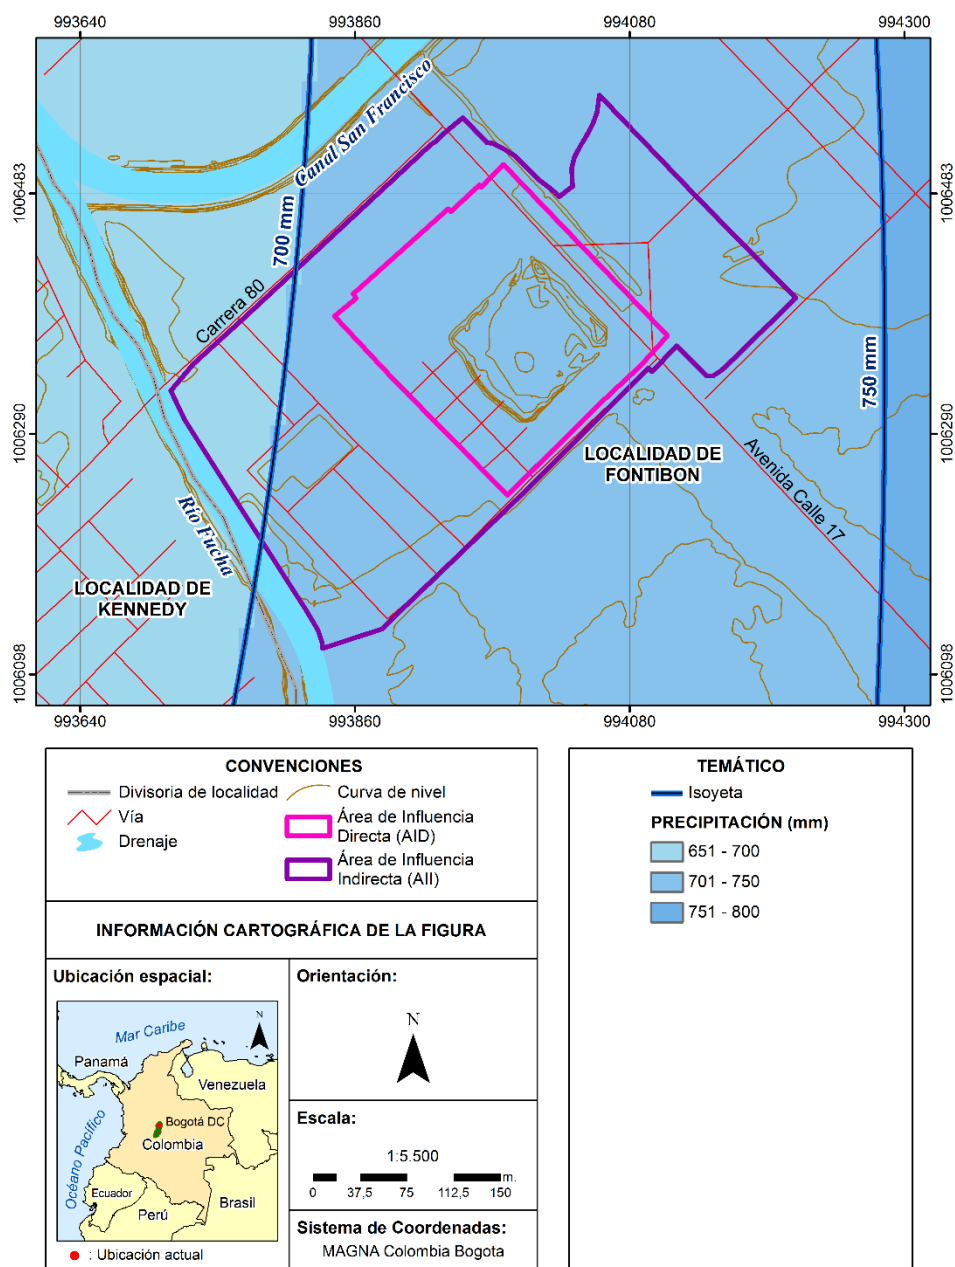 993640 993860 994080 994300
1006483
1006290
1006098
1006483
1006290
1006098
Canal San Francisco
700 mm
Carrera 80
750 mm
LOCALIDAD DE
FONTIBON
Avenida Calle 17
Río Fucha
LOCALIDAD DE
KENNEDY
993640 993860 994080 994300
CONVENCIONES
Divisoria de localidad
Vía
Drenaje
Curva de nivel
Área de Influencia
Directa (AID)
Área de Influencia
Indirecta (AII)
TEMÁTICO
Isoyeta
PRECIPITACIÓN (mm)
651 - 700
701 - 750
751 - 800
INFORMACIÓN CARTOGRÁFICA DE LA FIGURA
Ubicación espacial:
N
Mar Caribe
Panamá
Venezuela
Bogotá DC
Colombia
Océano Pacífico
Ecuador
Perú
Brasil
: Ubicación actual
Orientación:
N
Escala:
1:5.500
m.
0 37,5 75 112,5 150
Sistema de Coordenadas:
MAGNA Colombia Bogota